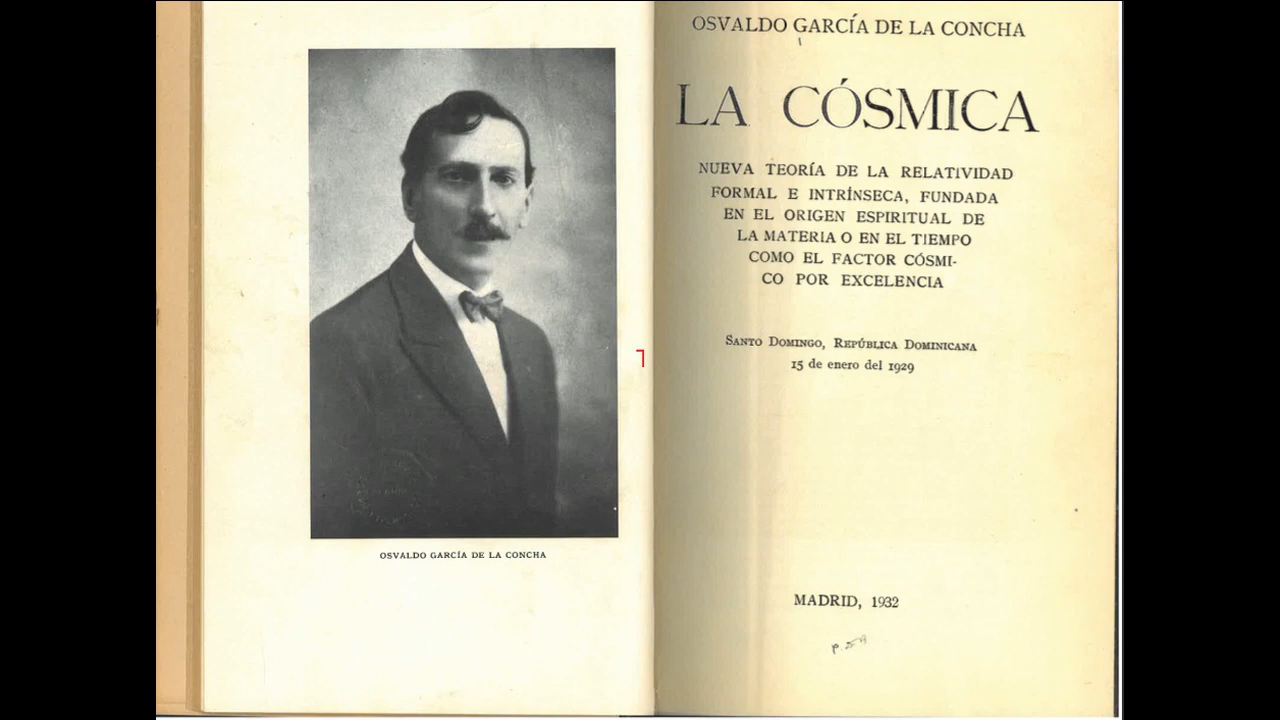 OSVALDO GARCÍA DE LA CONCHA
OSVALDO GARCÍA DE LA CONCHA
LA CÓSMICA
NUEVA TEORÍA DE LA RELATIVIDAD
FORMAL E INTRÍNSECA, FUNDADA
EN EL ORIGEN ESPIRITUAL DE
LA MATERIA O EN EL TIEMPO
COMO EL FACTOR CÓSMI-
CO POR EXCELENCIA
SANTO DOMINGO, REPÚBLICA DOMINICANA
15 de enero del 1929
MADRID, 1932